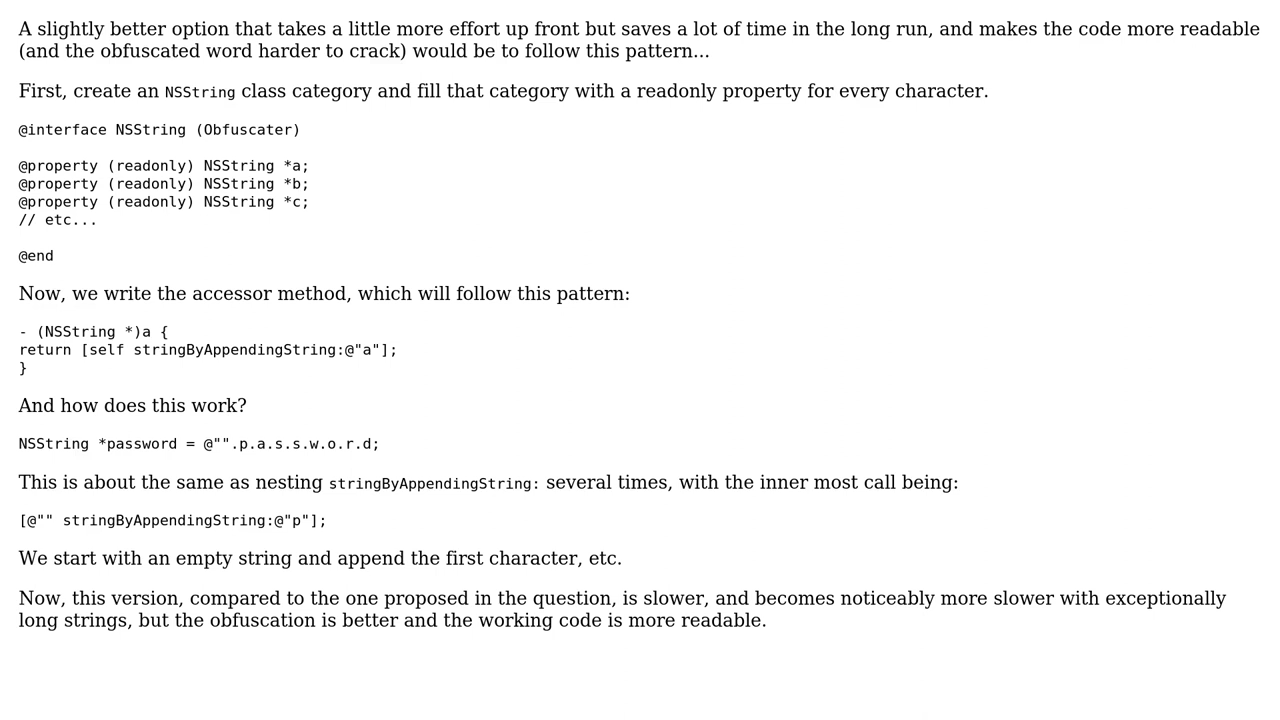 A slightly better option that takes a little more effort up front but saves a lot of time in the long run, and makes the code more readable
(and the obfuscated word harder to crack) would be to follow this pattern...
First, create an NSString class category and fill that category with a readonly property for every character.
@interface NSString (Obfuscater)
@property (readonly) NSString *a;
@property (readonly) NSString *b;
@property (readonly) NSString *c;
// etc...
@end
Now, we write the accessor method, which will follow this pattern:
- (NSString *)a {
return [self stringByAppendingString:@"a"];
}
And how does this work?
NSString *password = @"".p.a.s.s.w.o.r.d;
This is about the same as nesting stringByAppendingString: several times, with the inner most call being:
[@"" stringByAppendingString:@"p"];
We start with an empty string and append the first character, etc.
Now, this version, compared to the one proposed in the question, is slower, and becomes noticeably more slower with exceptionally
long strings, but the obfuscation is better and the working code is more readable.